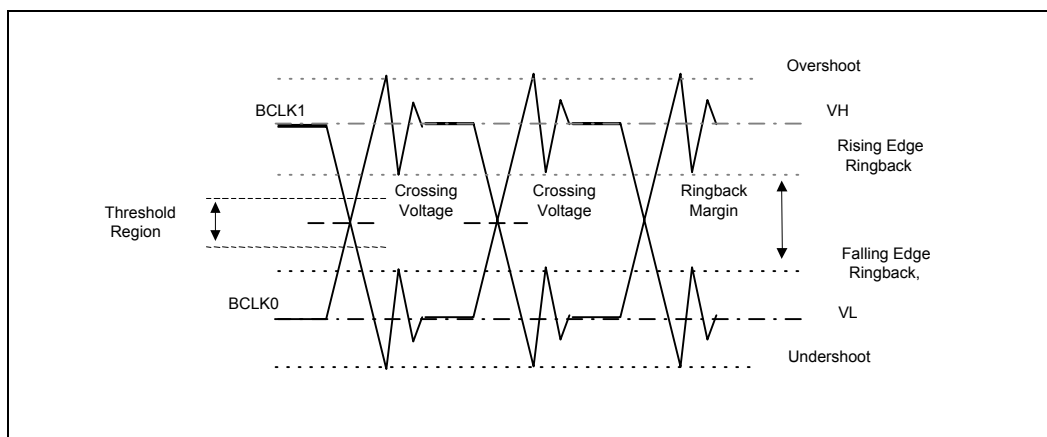 Overshoot
BCLK1
VH
Rising Edge
Ringback
Crossing
Voltage
Crossing
Voltage
Ringback
Margin
Threshold
Region
Falling Edge
Ringback,
BCLK0
VL
Undershoot